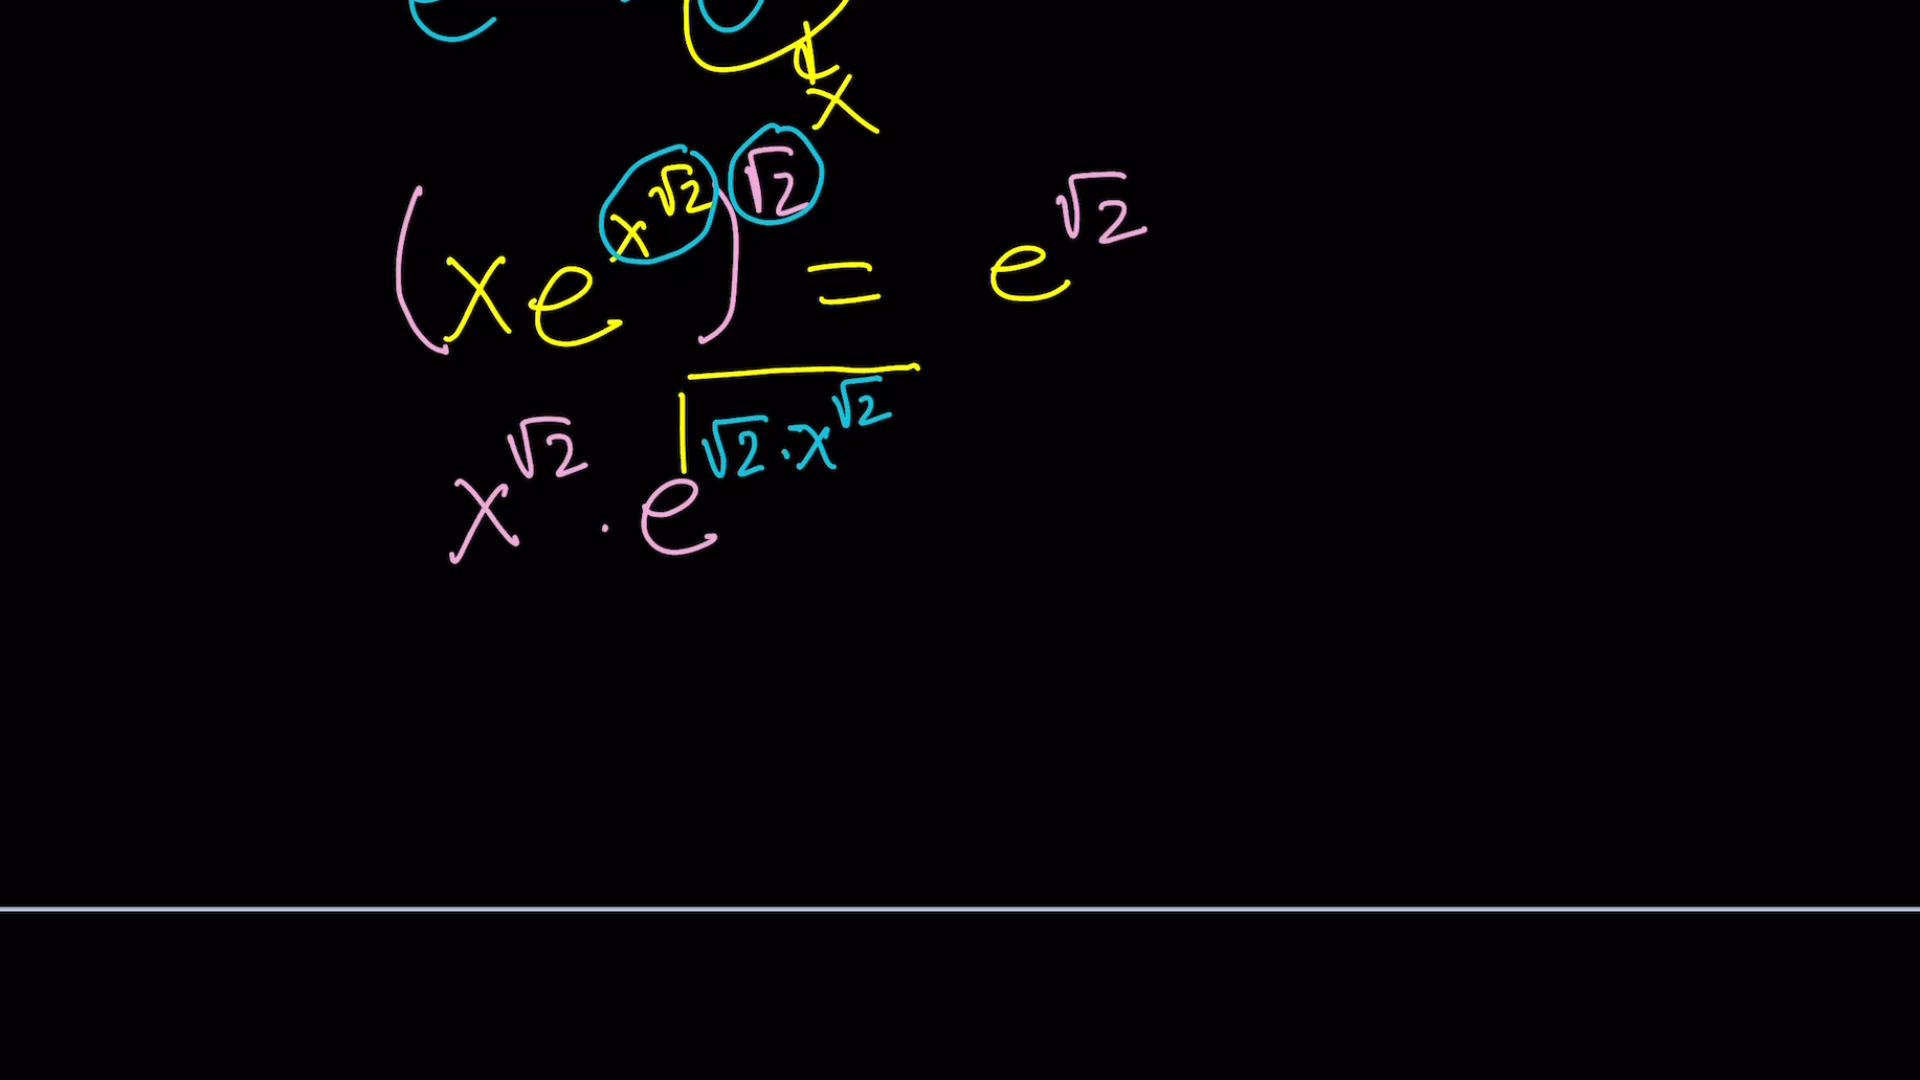 x
(xe^{x^{√2}})^{√2} = e^{√2}
x^{√2} · e^{√2·x^{√2}}